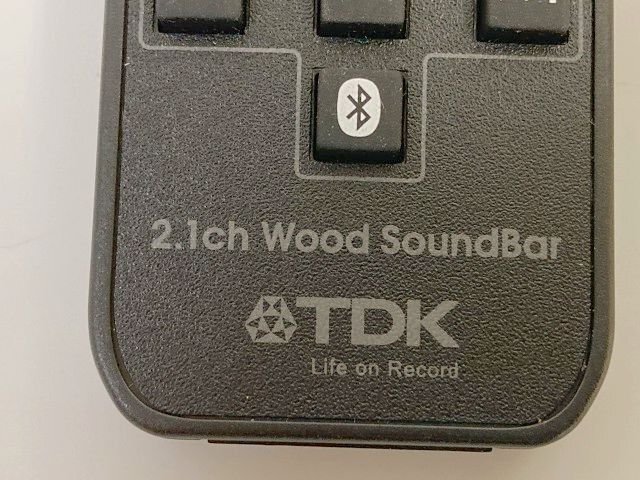 2.1ch Wood SoundBar
TDK
Life on Record